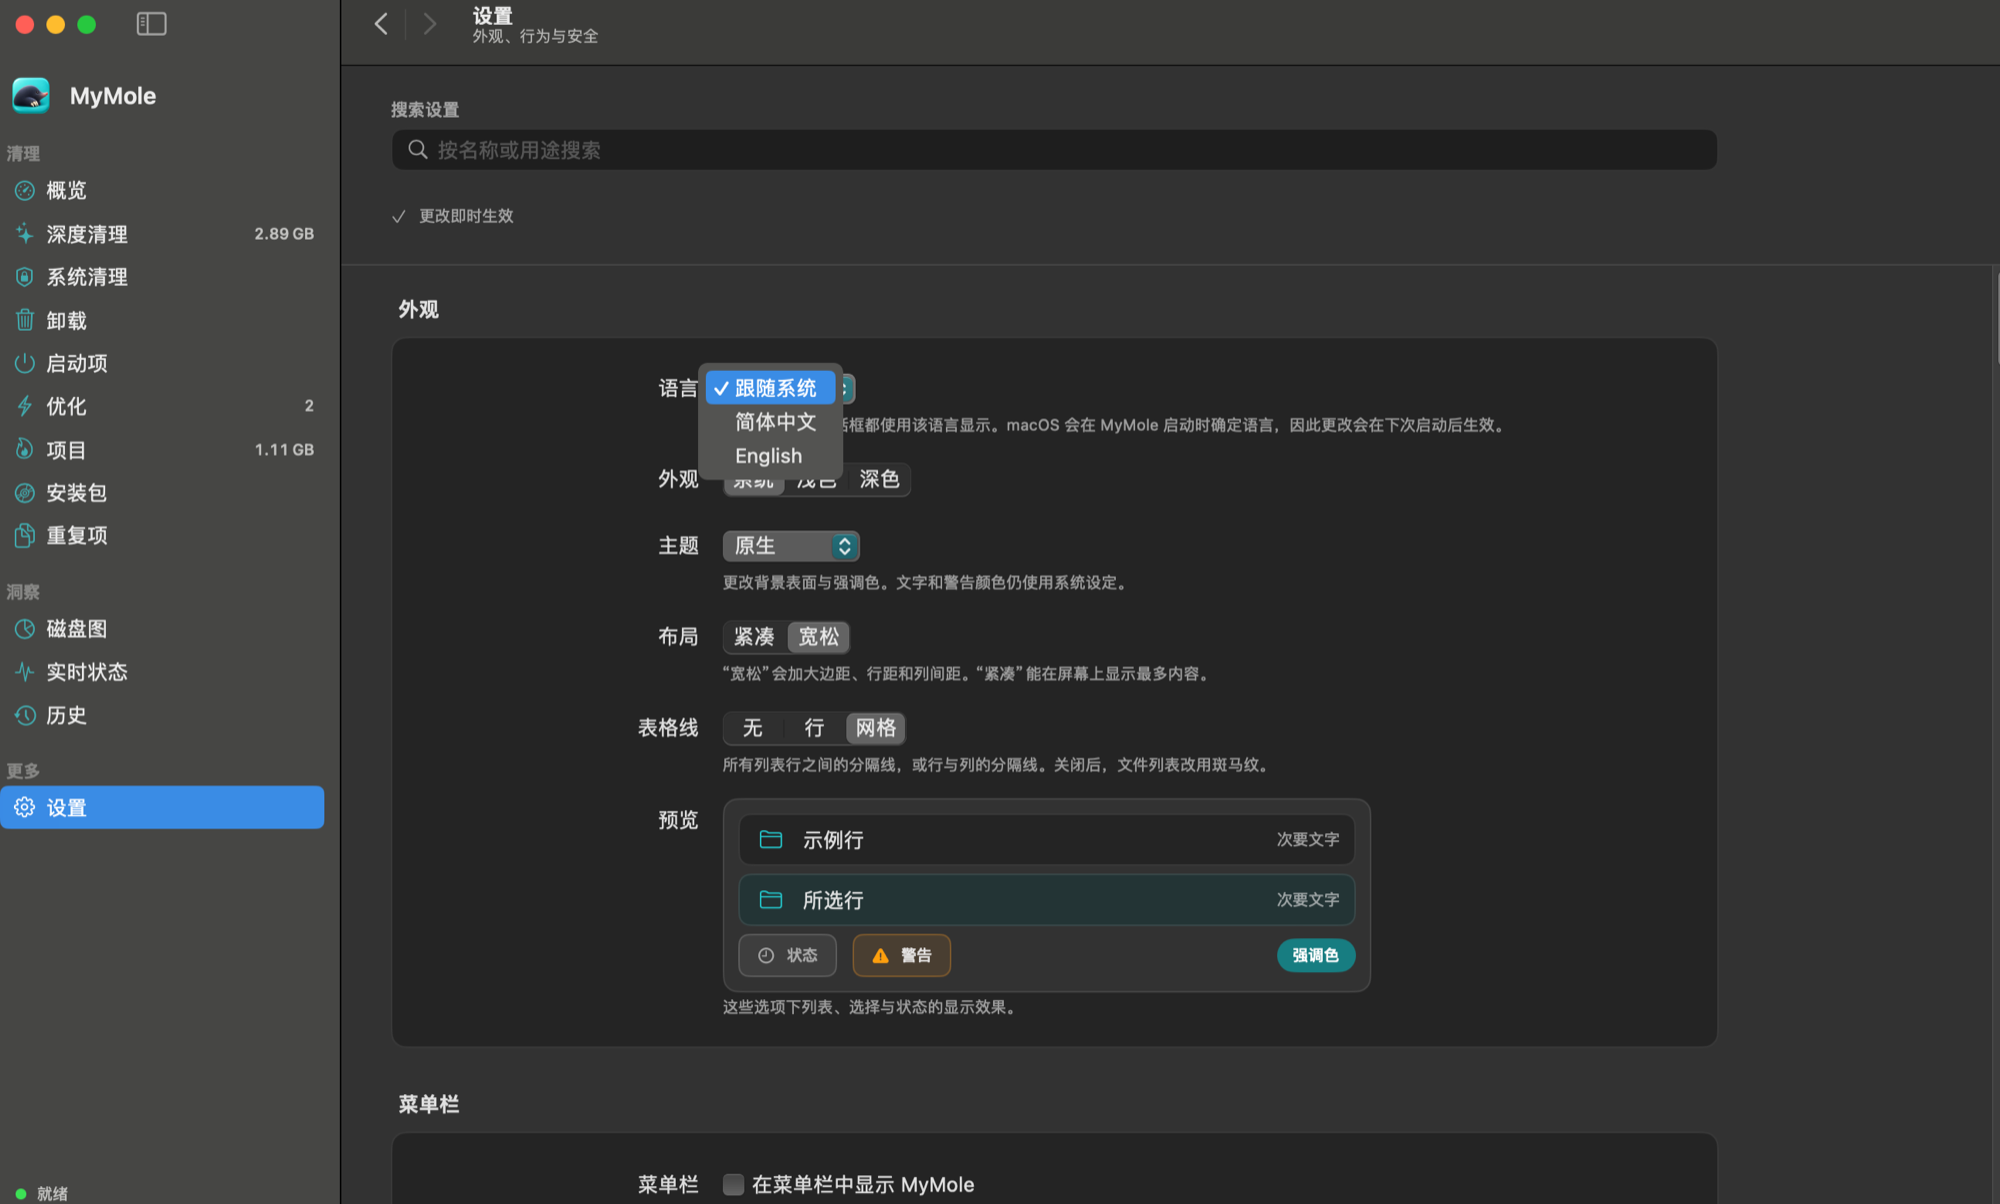 设置
外观、行为与安全
MyMole
清理
概览
深度清理 2.89 GB
系统清理
卸载
启动项
优化 2
项目 1.11 GB
安装包
重复项
洞察
磁盘图
实时状态
历史
更多
设置
就绪
搜索设置
按名称或用途搜索
更改即时生效
外观
语言 跟随系统
简体中文
English
框都使用该语言显示。macOS 会在 MyMole 启动时确定语言，因此更改会在下次启动后生效。
外观 系统 浅色 深色
主题 原生
更改背景表面与强调色。文字和警告颜色仍使用系统设定。
布局 紧凑 宽松
“宽松”会加大边距、行距和列间距。“紧凑”能在屏幕上显示最多内容。
表格线 无 行 网格
所有列表行之间的分隔线，或行与列的分隔线。关闭后，文件列表改用斑马纹。
预览
示例行 次要文字
所选行 次要文字
状态 警告 强调色
这些选项下列表、选择与状态的显示效果。
菜单栏
菜单栏 在菜单栏中显示 MyMole